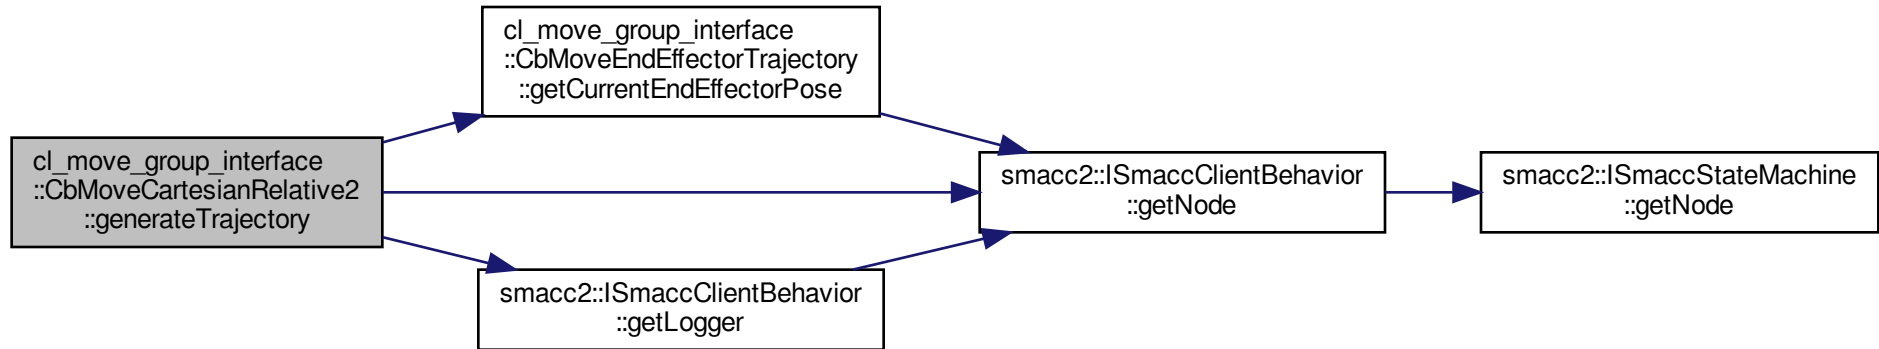 cl_move_group_interface
::CbMoveCartesianRelative2
::generateTrajectory
cl_move_group_interface
::CbMoveEndEffectorTrajectory
::getCurrentEndEffectorPose
smacc2::ISmaccClientBehavior
::getLogger
smacc2::ISmaccClientBehavior
::getNode
smacc2::ISmaccStateMachine
::getNode